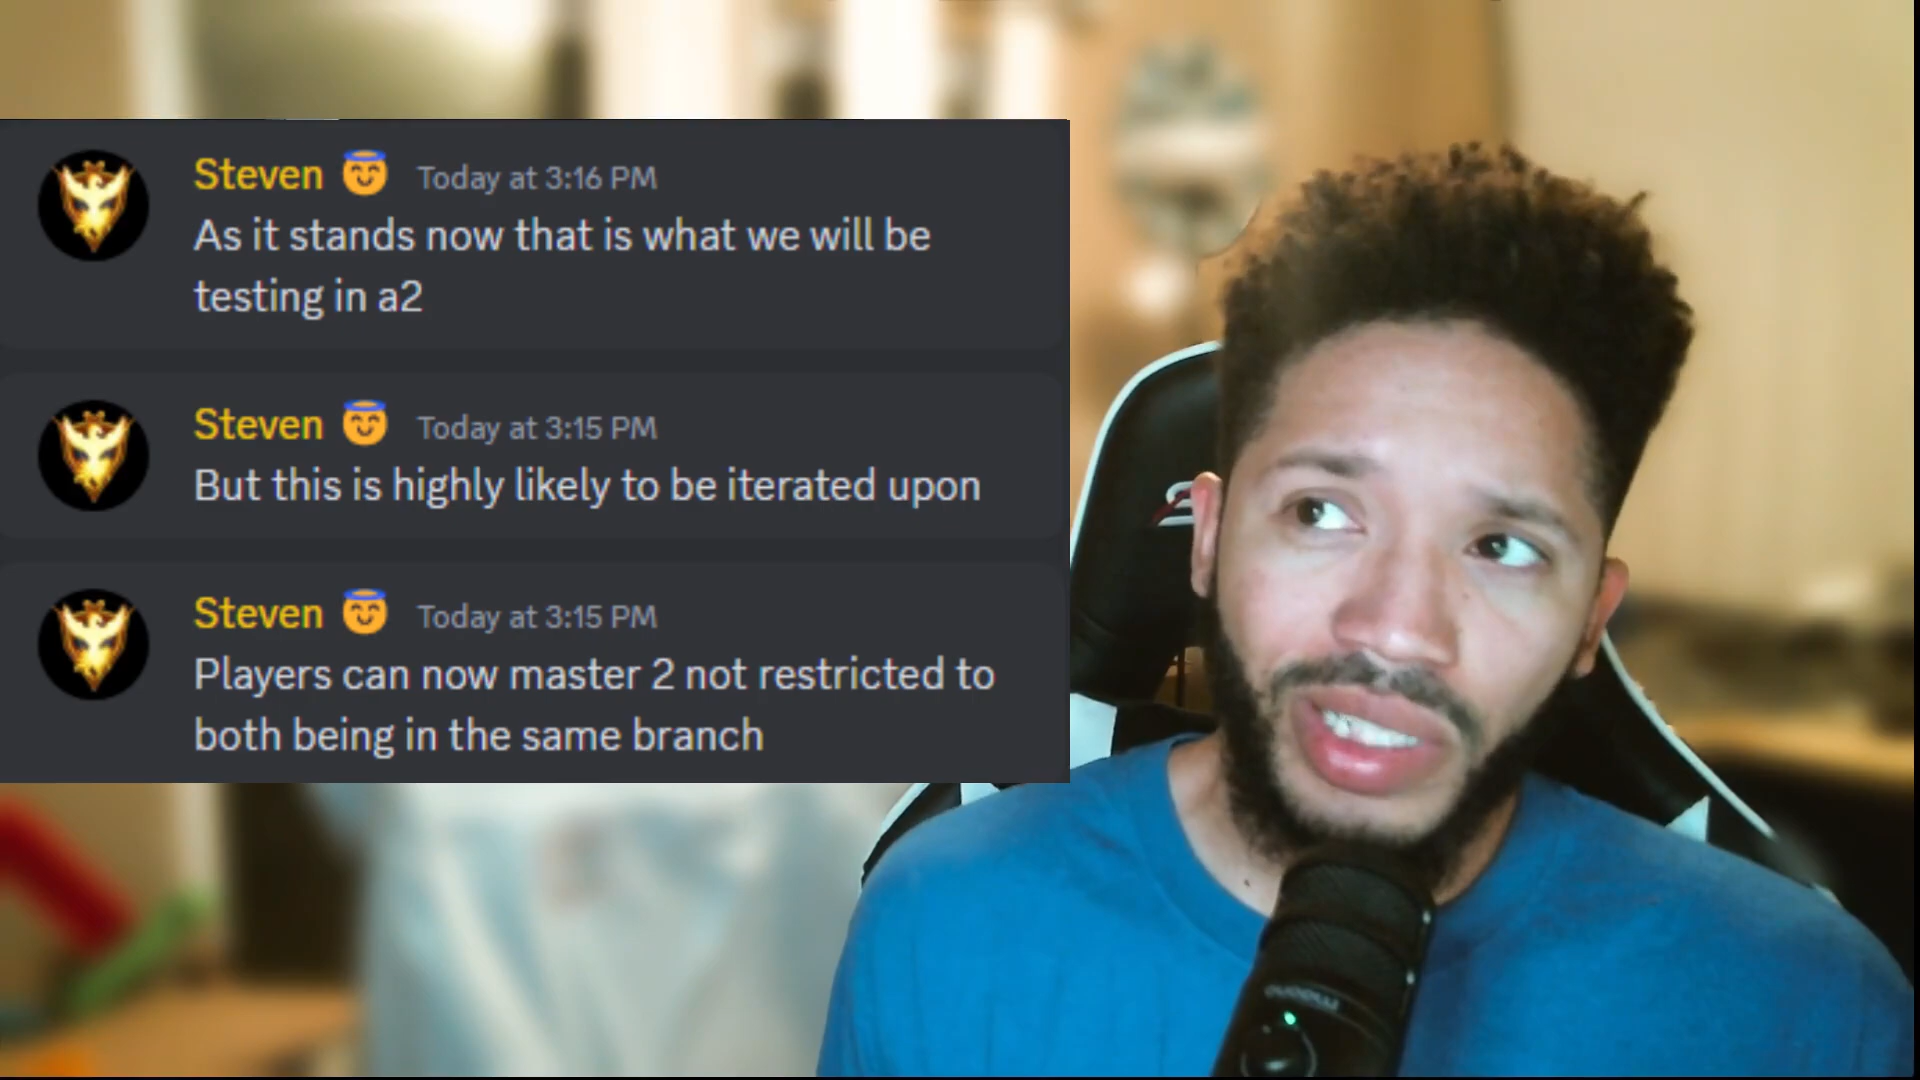 Steven 😇 Today at 3:16 PM
As it stands now that is what we will be
testing in a2
Steven 😇 Today at 3:15 PM
But this is highly likely to be iterated upon
Steven 😇 Today at 3:15 PM
Players can now master 2 not restricted to
both being in the same branch
maono